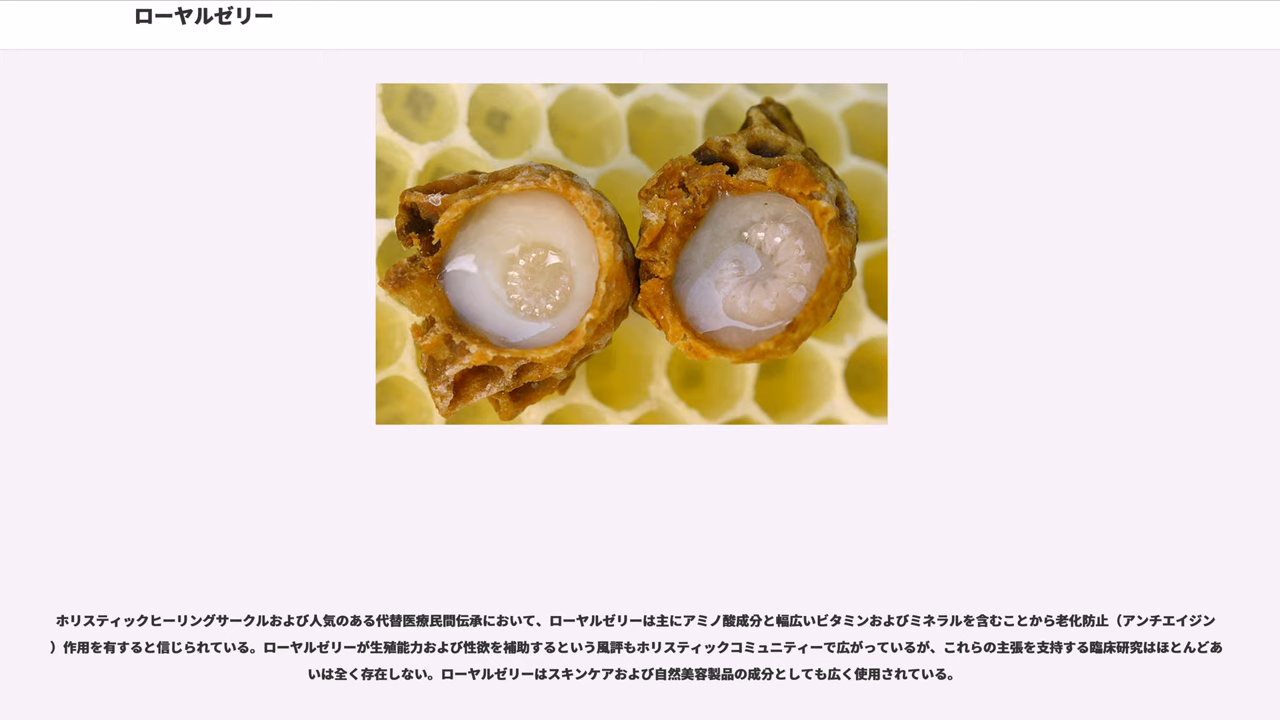 ローヤルゼリー
ホリスティックヒーリングサークルおよび人気のある代替医療民間伝承において、ローヤルゼリーは主にアミノ酸成分と幅広いビタミンおよびミネラルを含むことから老化防止（アンチエイジン
）作用を有すると信じられている。ローヤルゼリーが生殖能力および性欲を補助するという風評もホリスティックコミュニティーで広がっているが、これらの主張を支持する臨床研究はほとんどあ
いは全く存在しない。ローヤルゼリーはスキンケアおよび自然美容製品の成分としても広く使用されている。